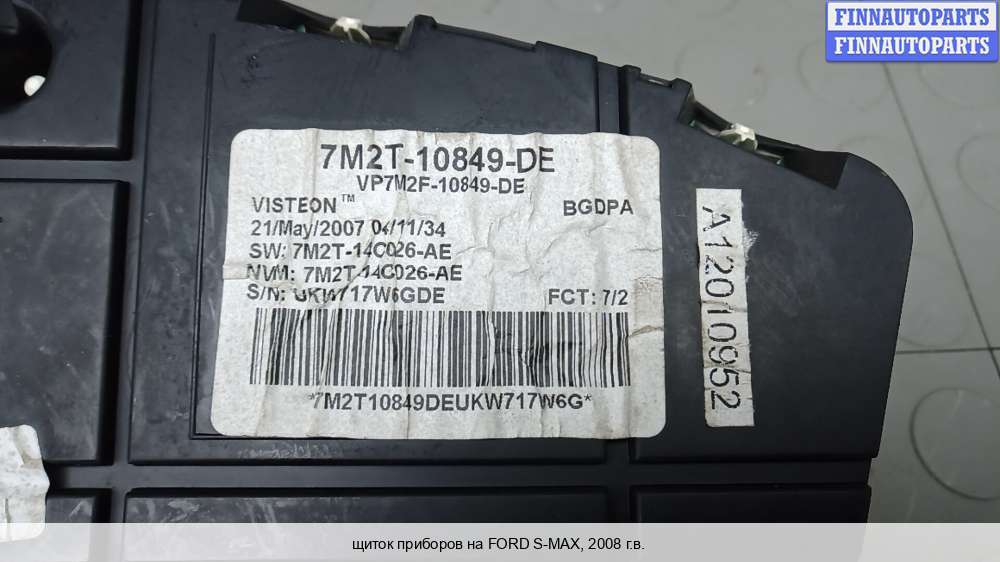 FINNAUTOPARTS
FINNAUTOPARTS
7M2T-10849-DE
VP7M2F-10849-DE
VISTEON™
BGDPA
21/May/2007 04/11/34
SW: 7M2T-14C026-AE
NVM: 7M2T-14C026-AE
S/N: UKW717W6GDE
FCT: 7/2
*7M2T10849DEUKW717W6G*
A12010952
щиток приборов на FORD S-MAX, 2008 г.в.